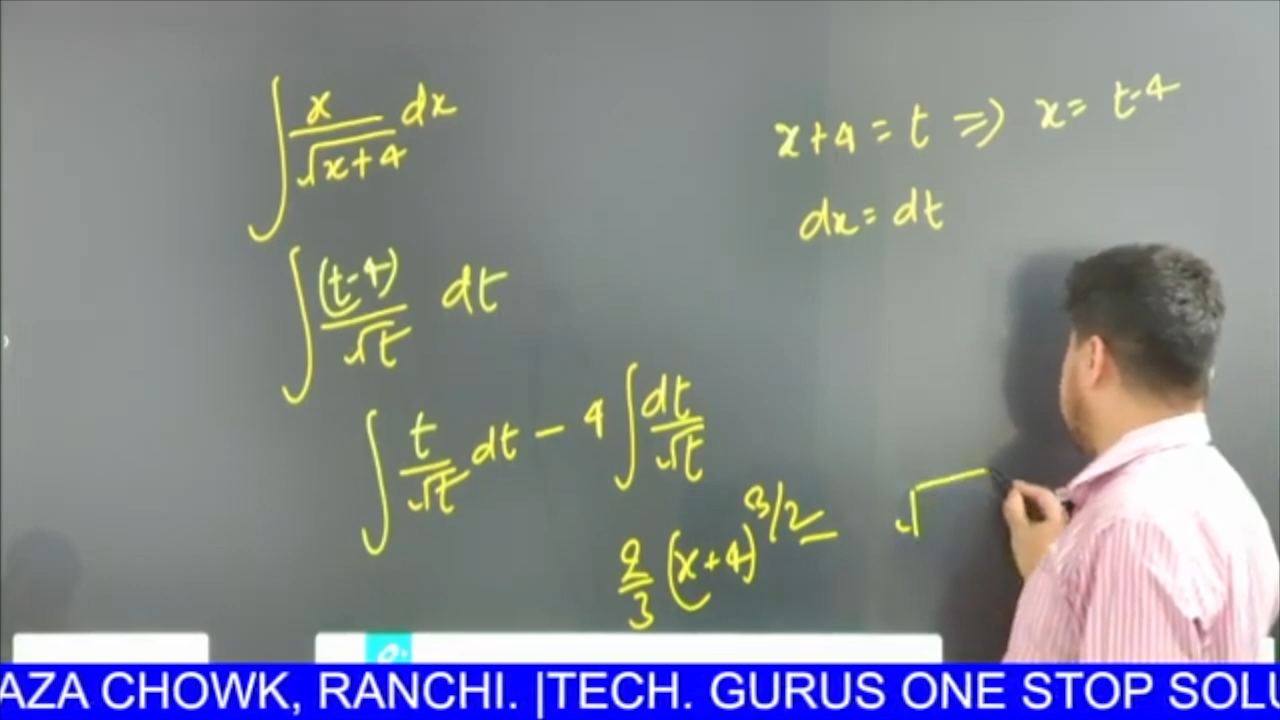 ∫ x/√(x+4) dx
x+4 = t ⇒ x = t-4
dx = dt
∫ (t-4)/√t dt
∫ t/√t dt - 4 ∫ dt/√t
2/3 (x+4)^3/2 √
AZA CHOWK, RANCHI. |TECH. GURUS ONE STOP SOLU